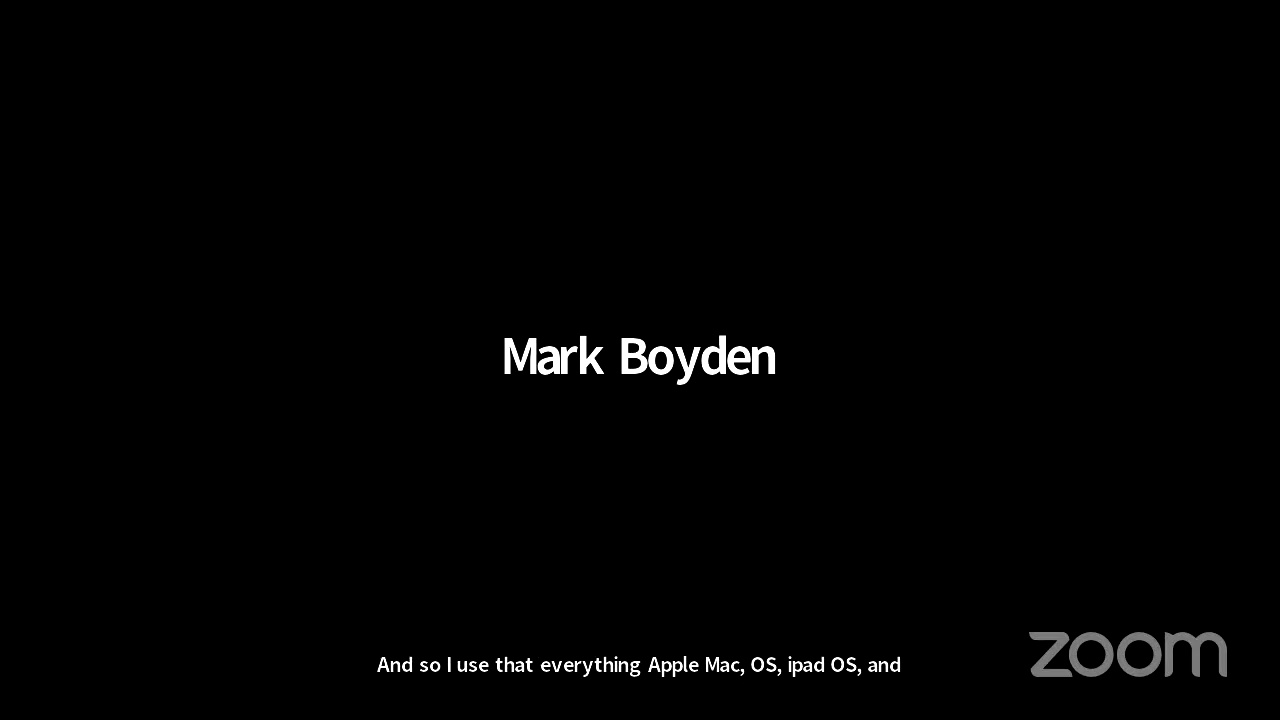 Mark Boyden
And so I use that everything Apple Mac, OS, ipad OS, and
zoom